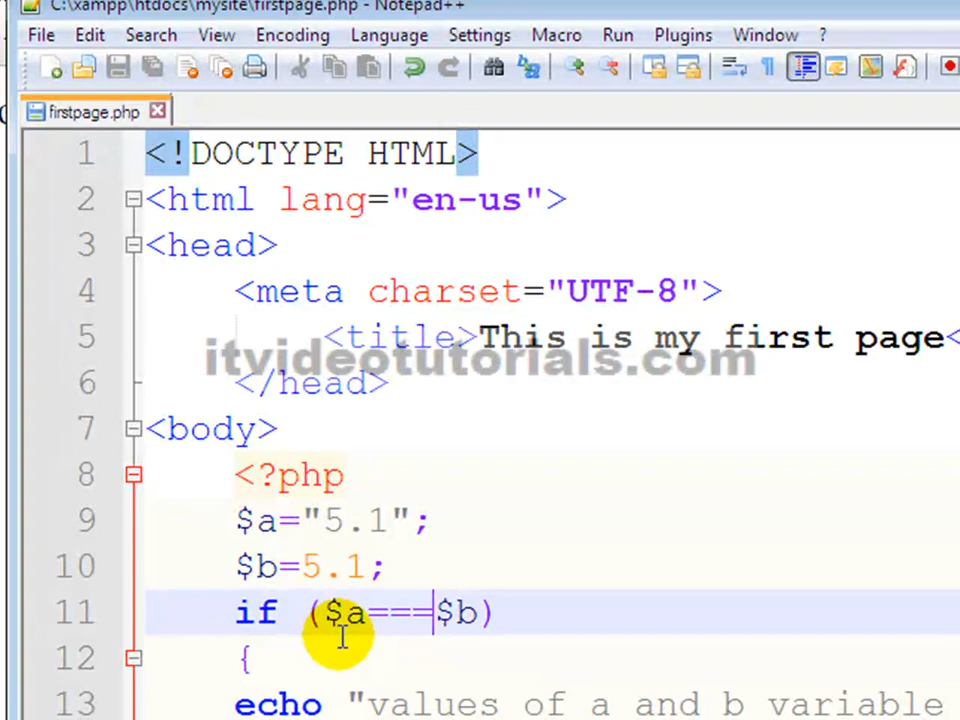 C:\xampp\htdocs\mysite\firstpage.php - Notepad++
File Edit Search View Encoding Language Settings Macro Run Plugins Window ?
firstpage.php
1 <!DOCTYPE HTML>
2 <html lang="en-us">
3 <head>
4 <meta charset="UTF-8">
5 <title>This is my first page<
itvideotutorials.com
6 </head>
7 <body>
8 <?php
9 $a="5.1";
10 $b=5.1;
11 if ($a===$b)
12 {
13 echo "values of a and b variable